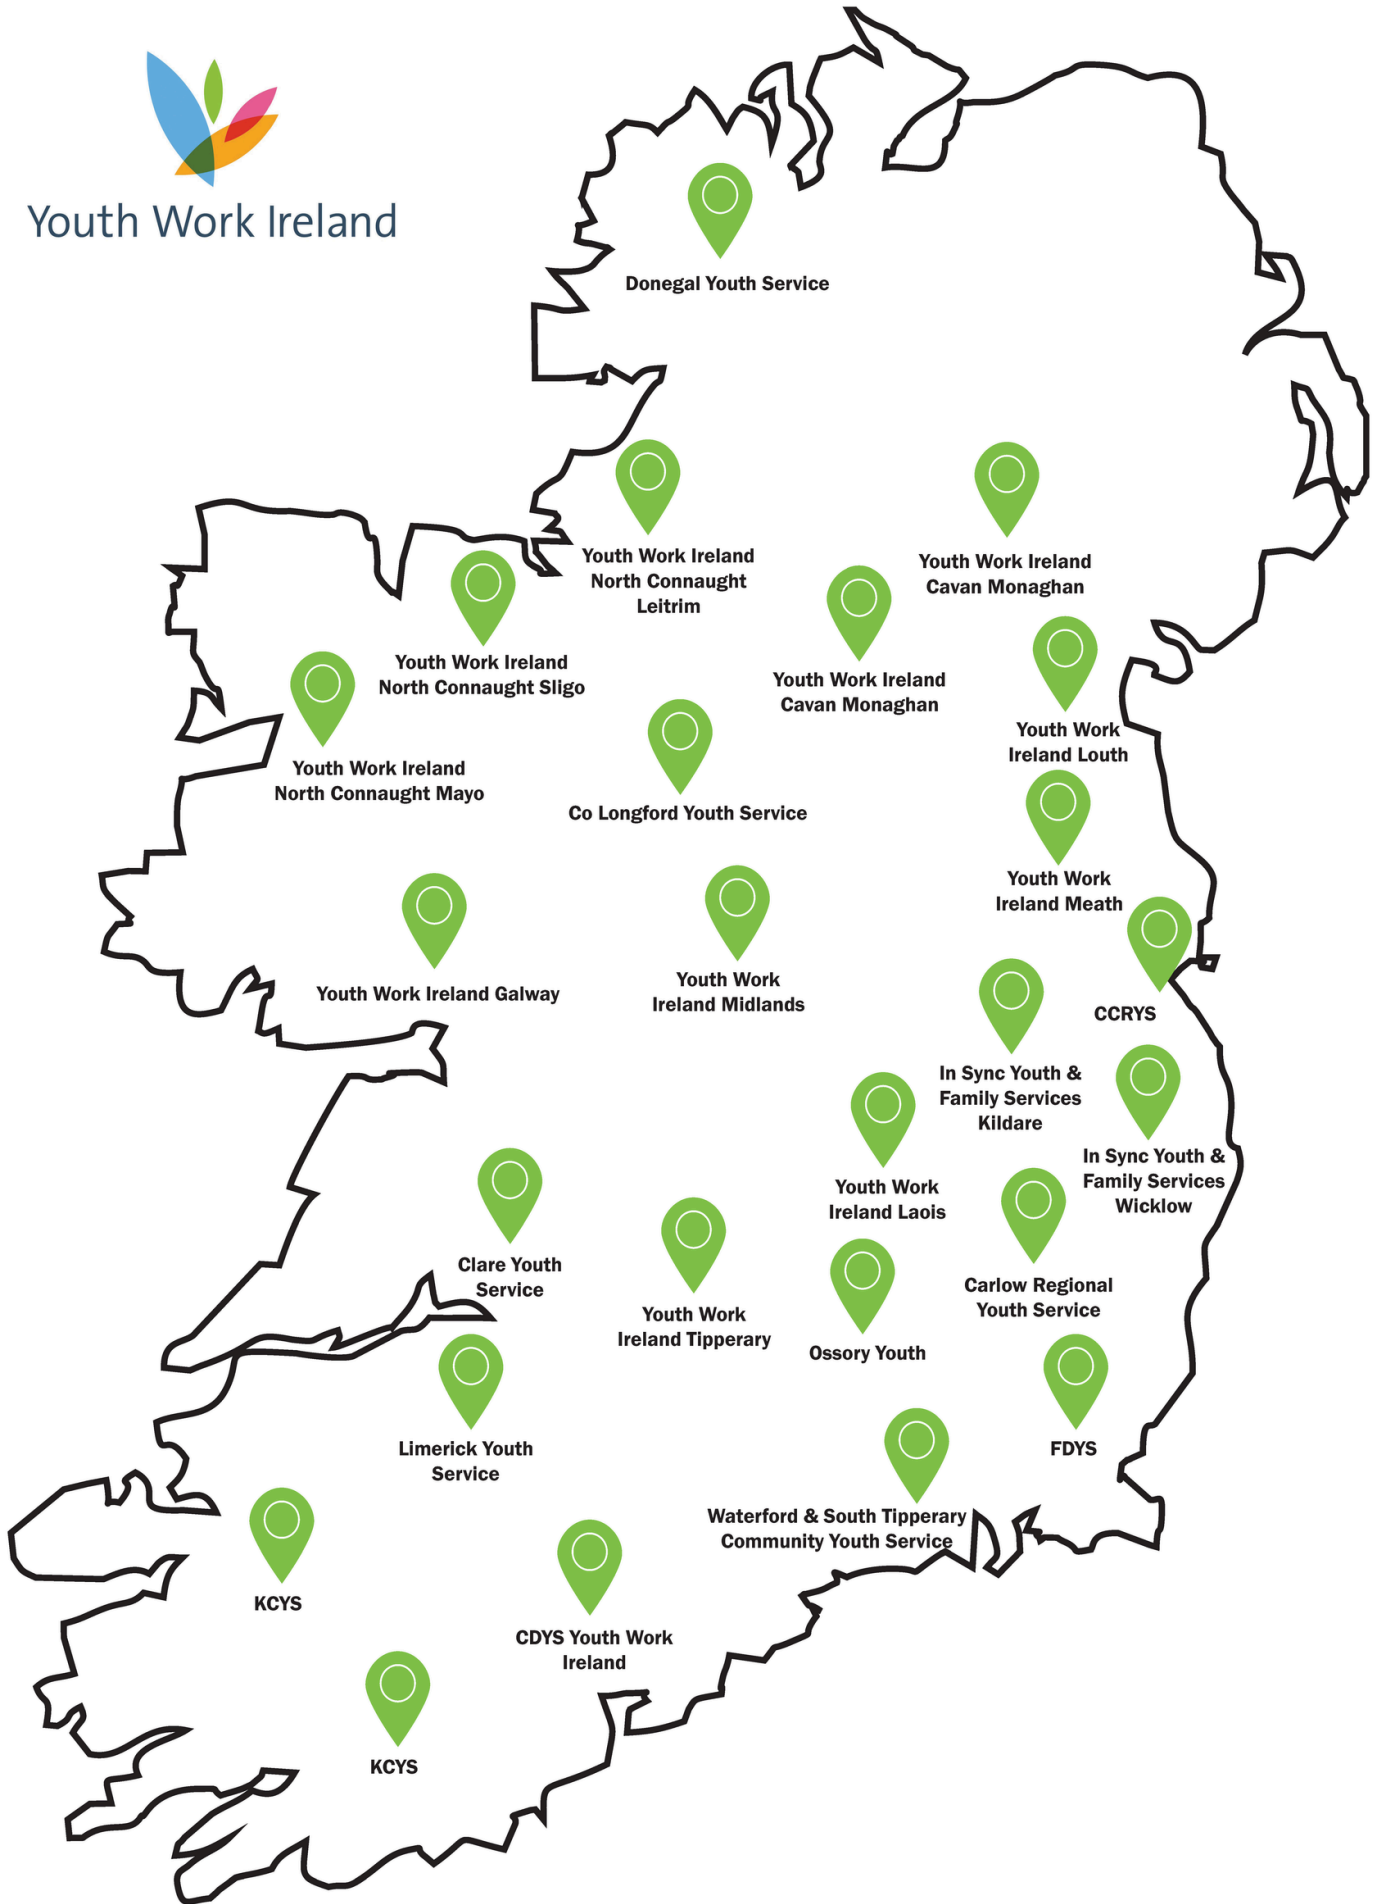 Youth Work Ireland
Donegal Youth Service
Youth Work Ireland
North Connaught
Leitrim
Youth Work Ireland
Cavan Monaghan
Youth Work Ireland
North Connaught Sligo
Youth Work Ireland
Cavan Monaghan
Youth Work
Ireland Louth
Youth Work Ireland
North Connaught Mayo
Co Longford Youth Service
Youth Work
Ireland Meath
Youth Work Ireland Galway
Youth Work
Ireland Midlands
CCRYS
In Sync Youth &
Family Services
Kildare
In Sync Youth &
Family Services
Wicklow
Youth Work
Ireland Laois
Clare Youth
Service
Youth Work
Ireland Tipperary
Carlow Regional
Youth Service
Ossory Youth
Limerick Youth
Service
FDYS
Waterford & South Tipperary
Community Youth Service
KCYS
CDYS Youth Work
Ireland
KCYS